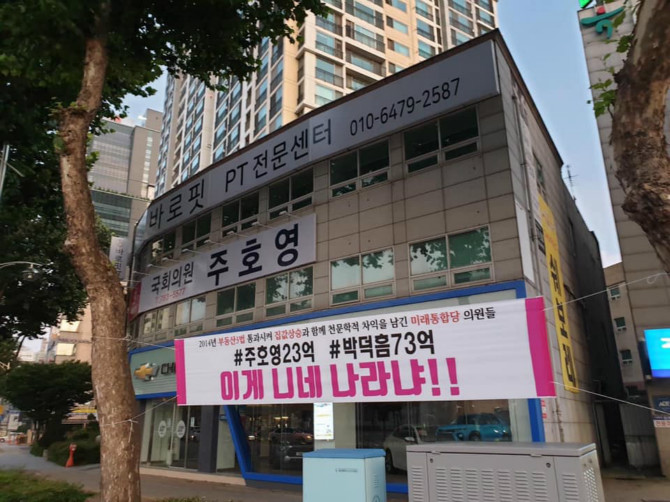 바로핏 PT 전문센터 010-6479-2587
국회의원 주호영
2014년 부동산3법 통과시켜 집값상승과 함께 천문학적 차익을 남긴 미래통합당 의원들
#주호영23억 #박덕흠73억
이게 니네 나라냐!!